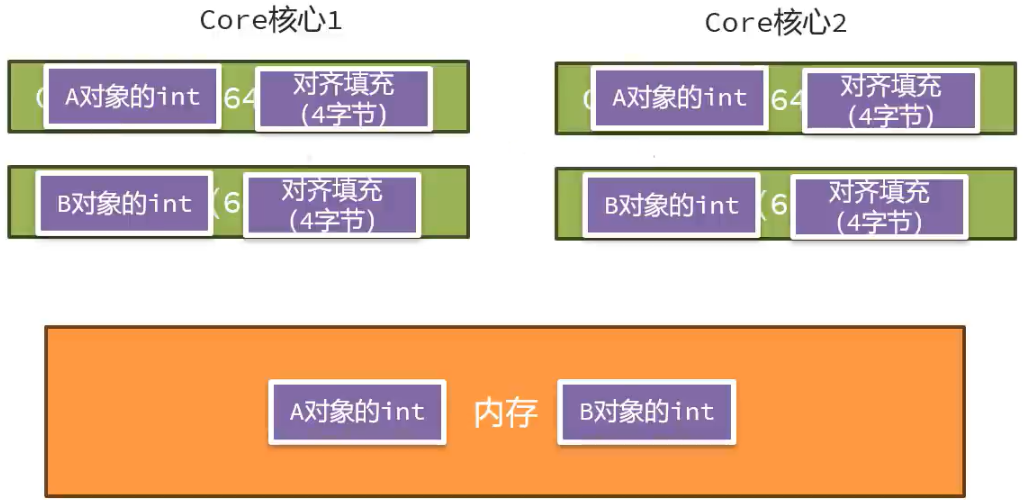 Core核心1
Core核心2
A对象的int
64
对齐填充
(4字节)
A对象的int
64
对齐填充
(4字节)
B对象的int
(6
对齐填充
(4字节)
B对象的int
(6
对齐填充
(4字节)
A对象的int
内存
B对象的int